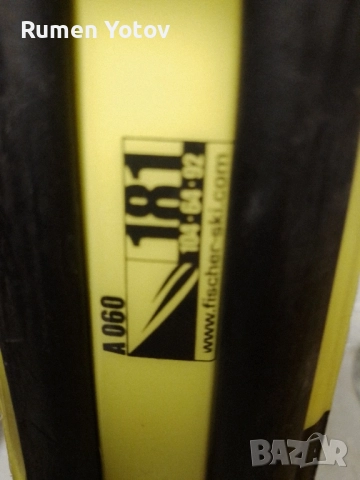 Rumen Yotov
A 060
181
104 • 64 • 92
www.fischer-ski.com
BAZAR